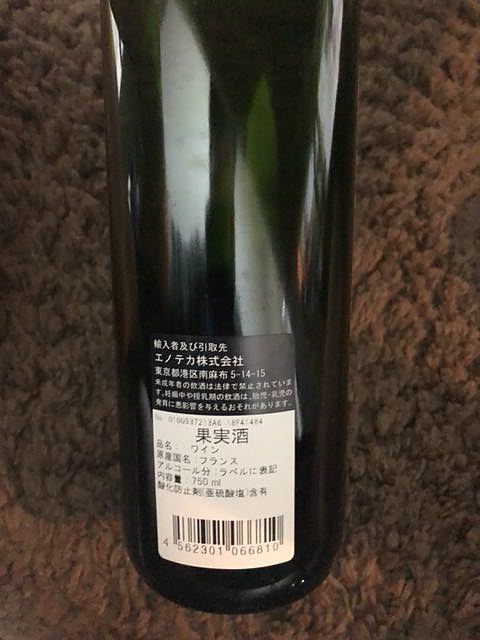 輸入者及び引取先
エノテカ株式会社
東京都港区南麻布 5-14-15
未成年者の飲酒は法律で禁止されていま
す。妊娠中や授乳期の飲酒は、胎児・乳児の
発育に悪影響を与えるおそれがあります。
果実酒
品名: ワイン
原産国名:フランス
アルコール分:ラベルに表記
内容量:750 ml
酸化防止剤(亜硫酸塩)含有
4 562301 066810